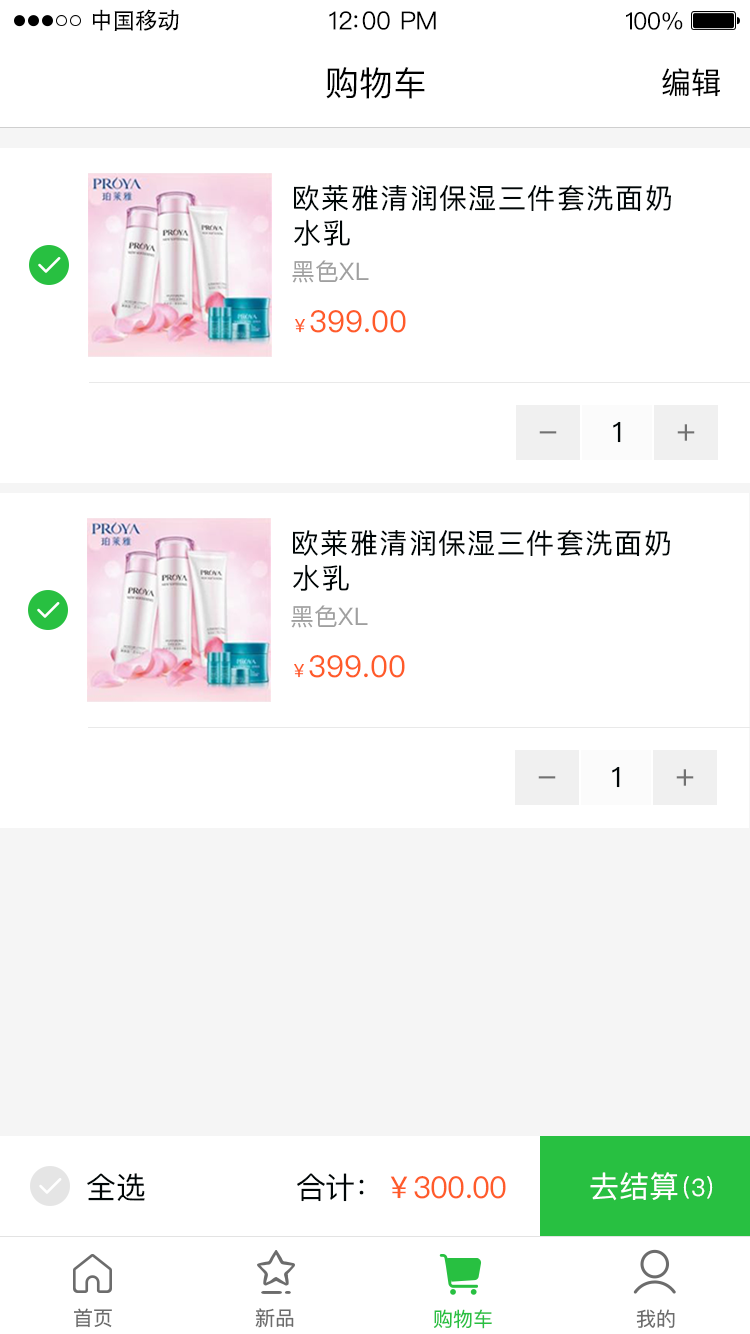 中国移动 12:00 PM 100%
购物车 编辑
PROYA
珀莱雅
PROYA
PROYA
PROYA
PROYA
欧莱雅清润保湿三件套洗面奶
水乳
黑色XL
¥399.00
− 1 +
PROYA
珀莱雅
PROYA
PROYA
PROYA
PROYA
欧莱雅清润保湿三件套洗面奶
水乳
黑色XL
¥399.00
− 1 +
全选 合计： ¥300.00 去结算(3)
首页 新品 购物车 我的